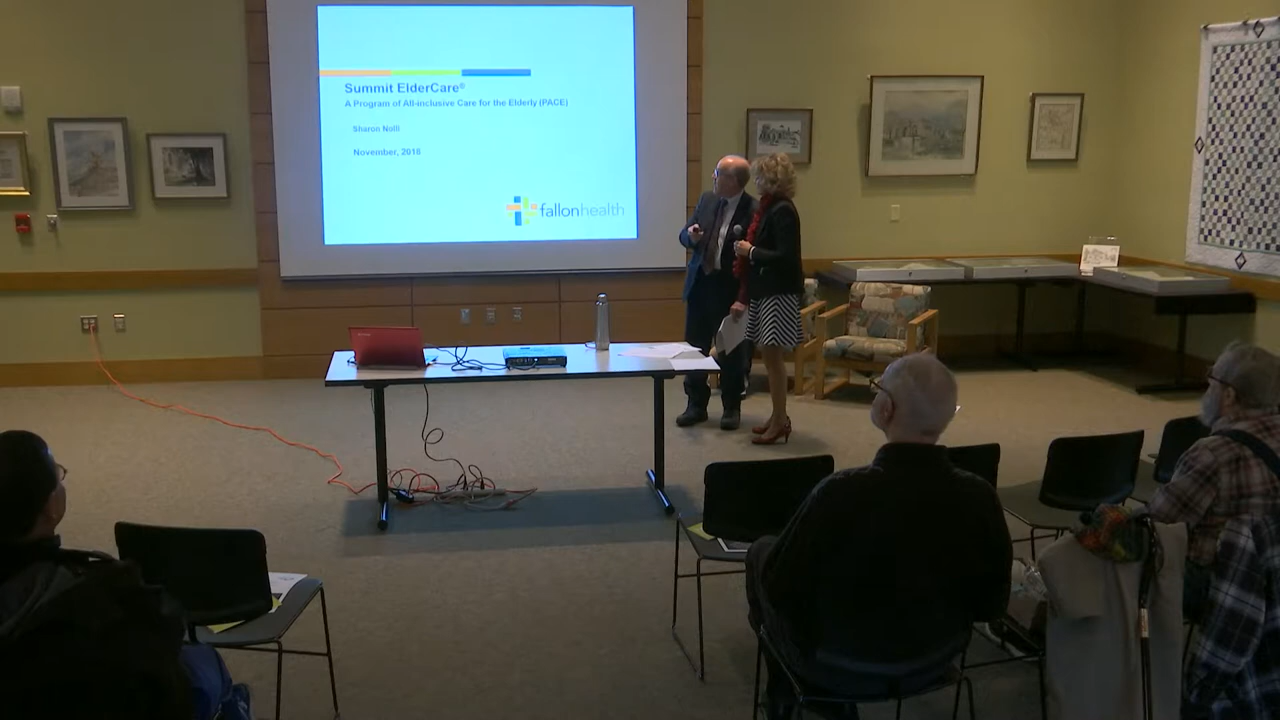 Summit ElderCare®
A Program of All-inclusive Care for the Elderly (PACE)
Sharon Nolli
November, 2018
fallonhealth